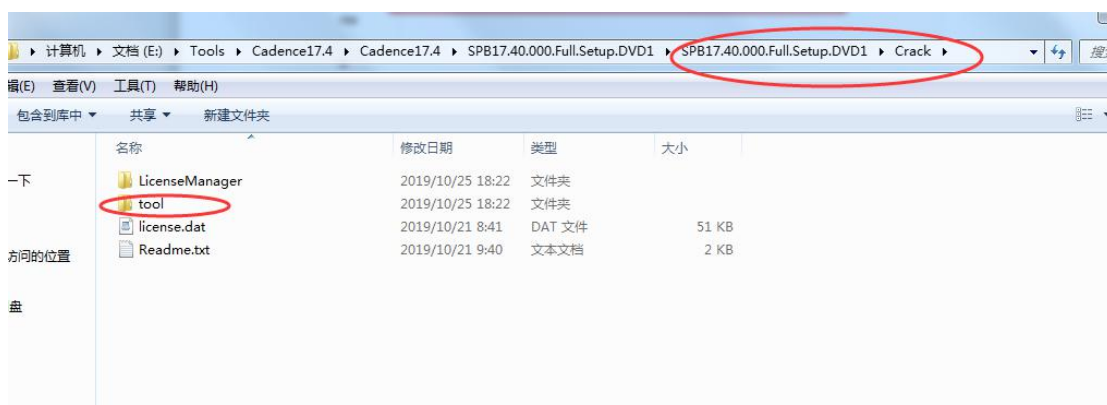 计算机 文档 (E:) Tools Cadence17.4 Cadence17.4 SPB17.40.000.Full.Setup.DVD1 SPB17.40.000.Full.Setup.DVD1 Crack
辑(E) 查看(V) 工具(T) 帮助(H)
包含到库中 共享 新建文件夹
名称 修改日期 类型 大小
一下 LicenseManager 2019/10/25 18:22 文件夹
tool 2019/10/25 18:22 文件夹
license.dat 2019/10/21 8:41 DAT 文件 51 KB
访问的位置 Readme.txt 2019/10/21 9:40 文本文档 2 KB
盘